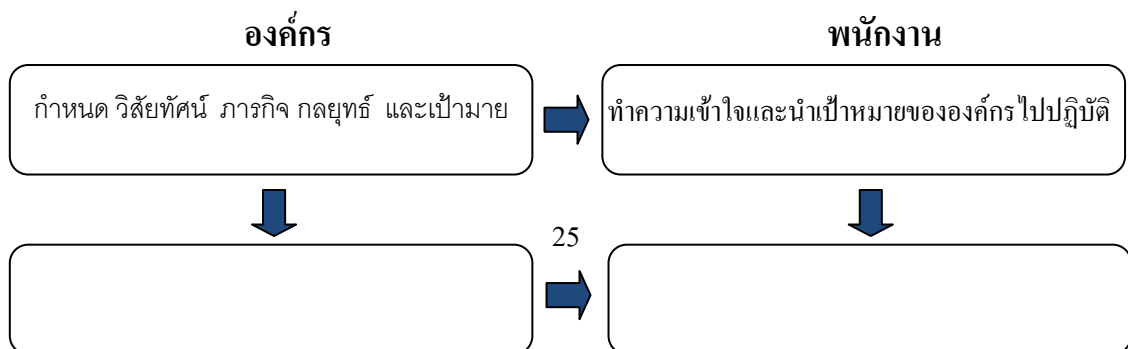 องค์กร
พนักงาน
กำหนด วิสัยทัศน์ ภารกิจ กลยุทธ์ และเป้ามาย
ทำความเข้าใจและนำเป้าหมายขององค์กรไปปฏิบัติ
25